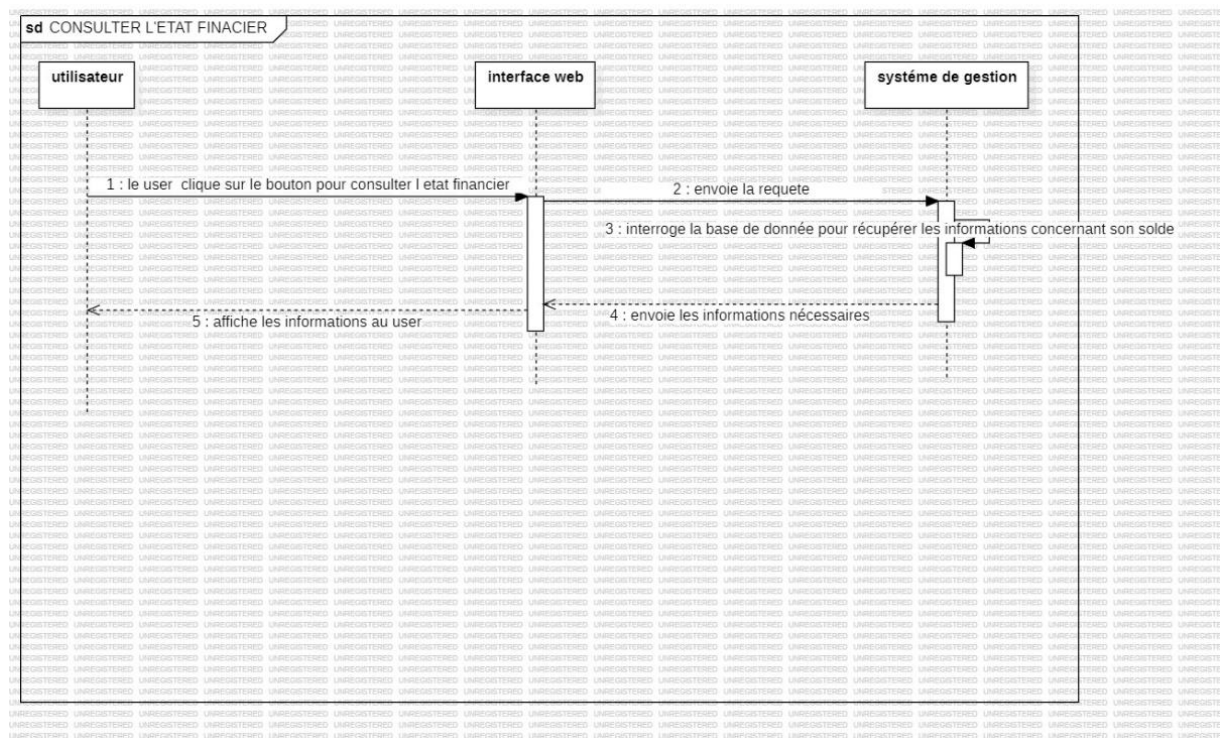 sd CONSULTER L'ETAT FINACIER
utilisateur
interface web
systéme de gestion
1 : le user clique sur le bouton pour consulter l etat financier
2 : envoie la requete
3 : interroge la base de donnée pour récupérer les informations concernant son solde
4 : envoie les informations nécessaires
5 : affiche les informations au user
UNREGISTERED